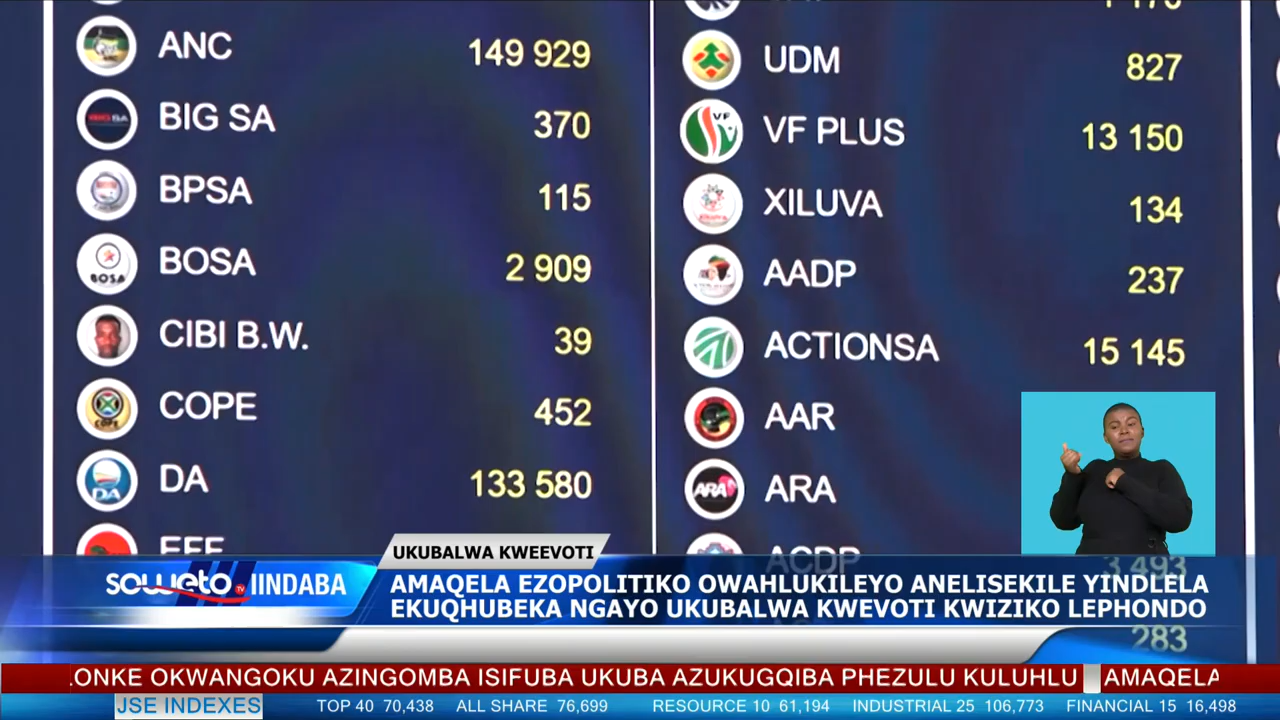 ANC 149 929
BIG SA 370
BPSA 115
BOSA 2 909
CIBI B.W. 39
COPE 452
DA 133 580
EFF
UDM 827
VF PLUS 13 150
XILUVA 134
AADP 237
ACTIONSA 15 145
AAR
ARA
ACDP 3 493
283
UKUBALWA KWEEVOTI
soweto.TV IINDABA
AMAQELA EZOPOLITIKO OWAHLUKILEYO ANELISEKILE YINDLELA
EKUQHUBEKA NGAYO UKUBALWA KWEVOTI KWIZIKO LEPHONDO
.ONKE OKWANGOKU AZINGOMBA ISIFUBA UKUBA AZUKUGQIBA PHEZULU KULUHLU AMAQELA
JSE INDEXES TOP 40 70,438 ALL SHARE 76,699 RESOURCE 10 61,194 INDUSTRIAL 25 106,773 FINANCIAL 15 16,498